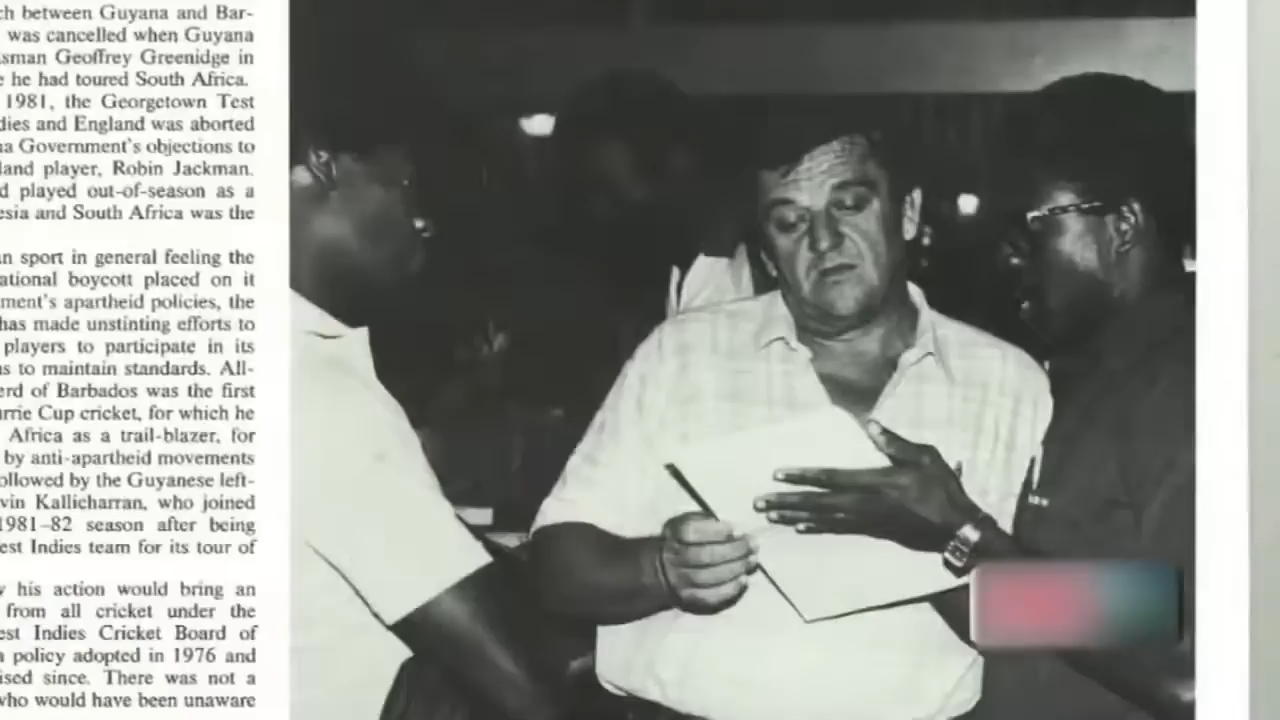 ch between Guyana and Bar-
was cancelled when Guyana
sman Geoffrey Greenidge in
e he had toured South Africa.
1981, the Georgetown Test
dies and England was aborted
na Government's objections to
land player, Robin Jackman.
d played out-of-season as a
esia and South Africa was the
an sport in general feeling the
ational boycott placed on it
ment's apartheid policies, the
has made unstinting efforts to
players to participate in its
ns to maintain standards. All-
erd of Barbados was the first
urrie Cup cricket, for which he
Africa as a trail-blazer, for
by anti-apartheid movements
ollowed by the Guyanese left-
vin Kallicharran, who joined
1981–82 season after being
est Indies team for its tour of
y his action would bring an
from all cricket under the
est Indies Cricket Board of
a policy adopted in 1976 and
ised since. There was not a
who would have been unaware